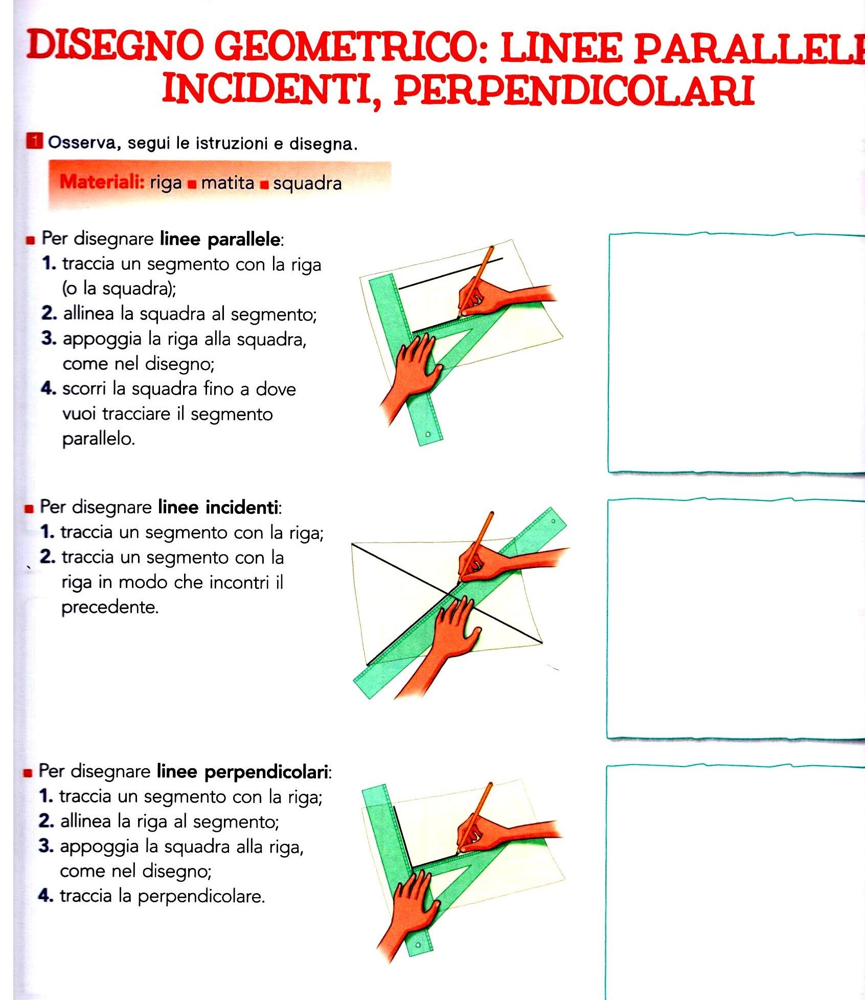 DISEGNO GEOMETRICO: LINEE PARALLELE
INCIDENTI, PERPENDICOLARI
1 Osserva, segui le istruzioni e disegna.
Materiali: riga ■ matita ■ squadra
■ Per disegnare linee parallele:
1. traccia un segmento con la riga
(o la squadra);
2. allinea la squadra al segmento;
3. appoggia la riga alla squadra,
come nel disegno;
4. scorri la squadra fino a dove
vuoi tracciare il segmento
parallelo.
■ Per disegnare linee incidenti:
1. traccia un segmento con la riga;
2. traccia un segmento con la
riga in modo che incontri il
precedente.
■ Per disegnare linee perpendicolari:
1. traccia un segmento con la riga;
2. allinea la riga al segmento;
3. appoggia la squadra alla riga,
come nel disegno;
4. traccia la perpendicolare.